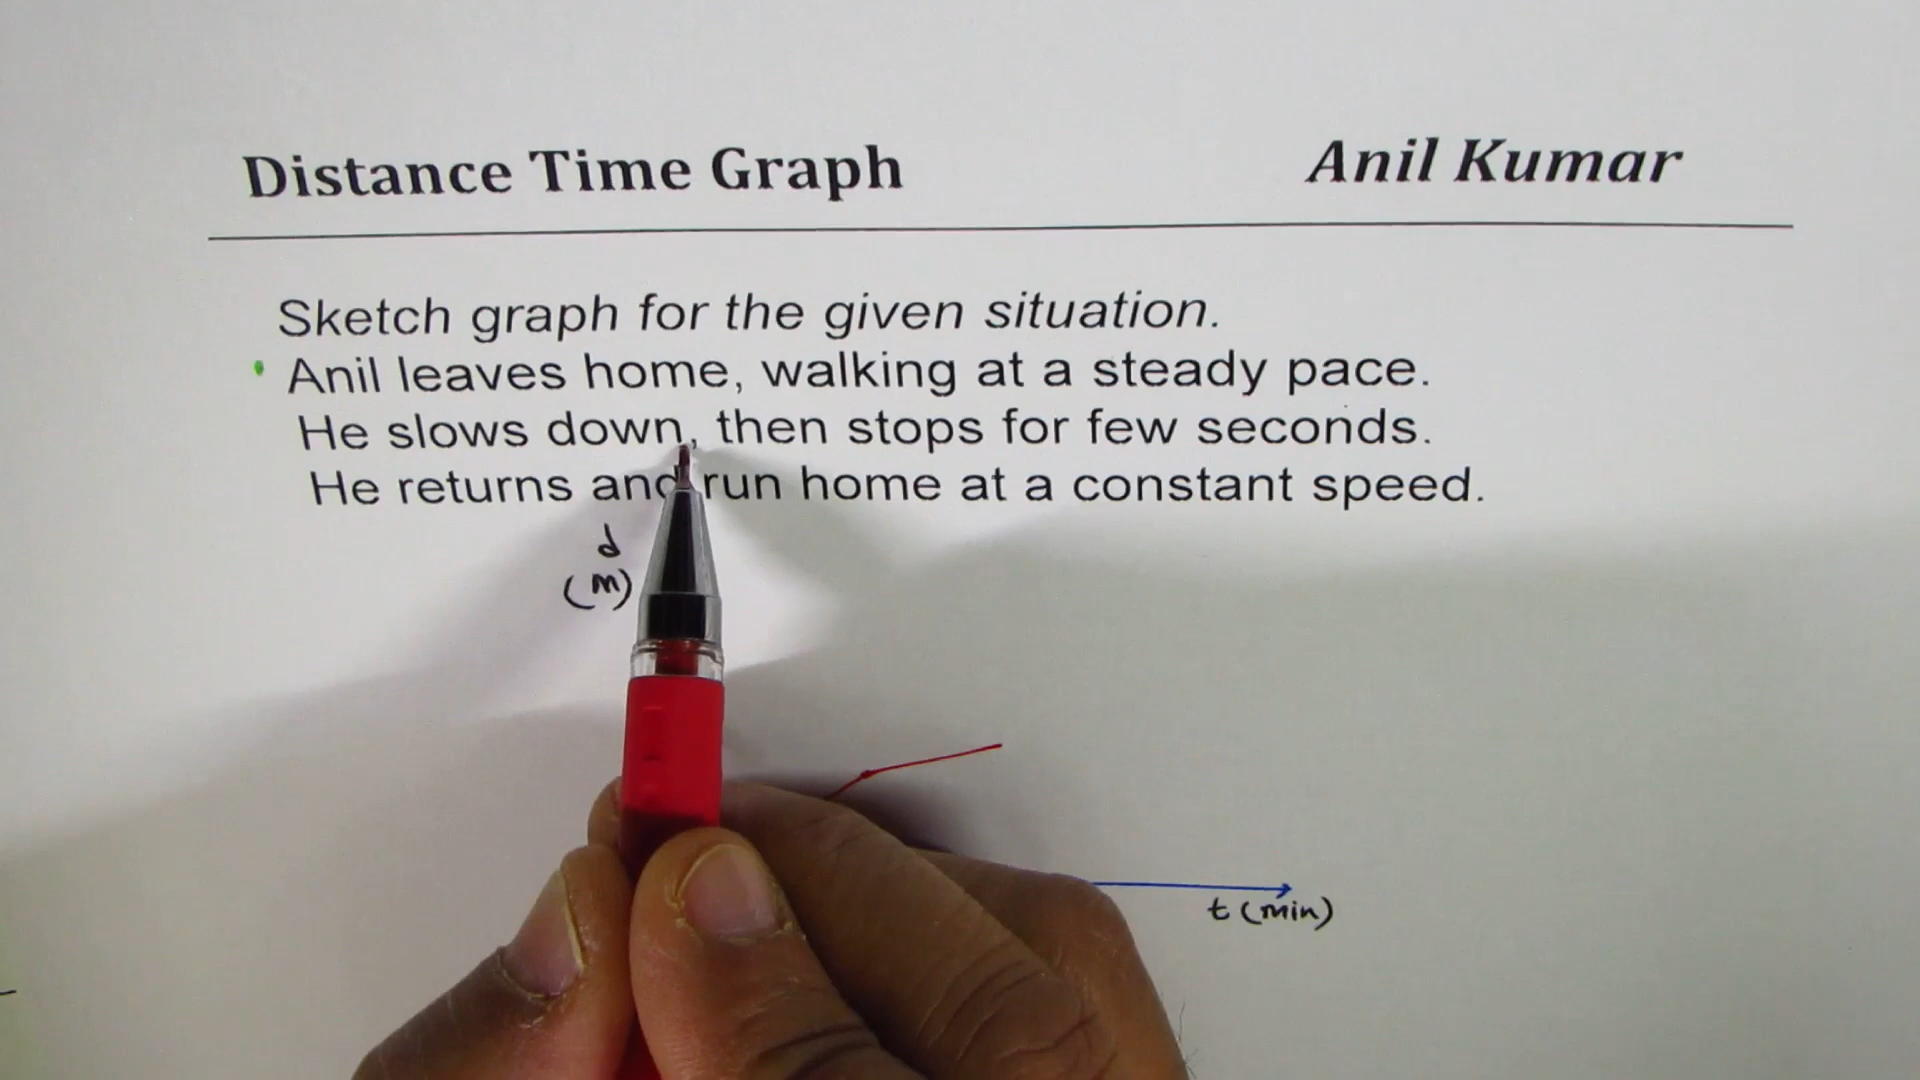 Distance Time Graph Anil Kumar
Sketch graph for the given situation.
Anil leaves home, walking at a steady pace.
He slows down, then stops for few seconds.
He returns and run home at a constant speed.
d
(m)
t (min)